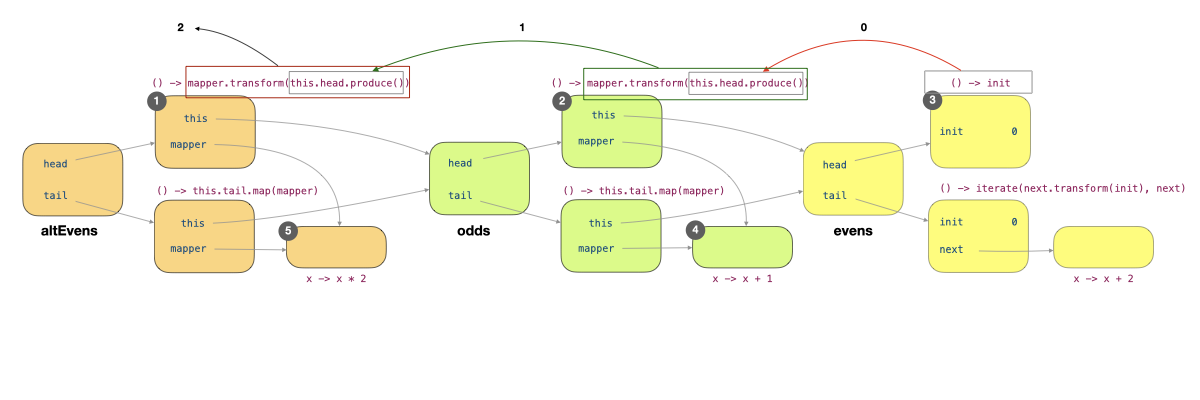 2
1
0
() -> mapper.transform(this.head.produce())
() -> mapper.transform(this.head.produce())
() -> init
1
2
3
this
mapper
this
mapper
init 0
head
tail
head
tail
head
tail
altEvens
odds
evens
() -> this.tail.map(mapper)
() -> this.tail.map(mapper)
() -> iterate(next.transform(init), next)
this
mapper
this
mapper
init 0
next
5
4
x -> x * 2
x -> x + 1
x -> x + 2